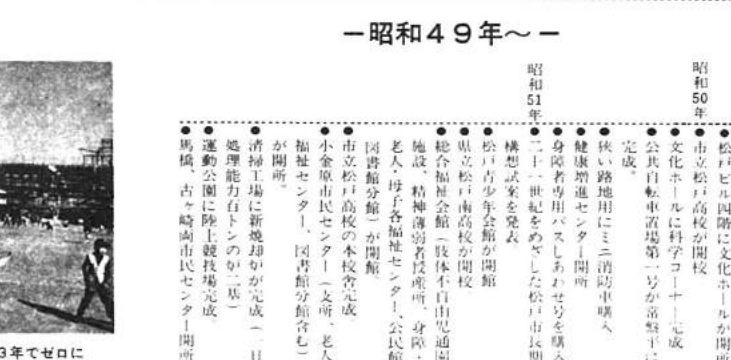 ー昭和49年～ー
昭和50年
●松戸ビル四階に文化ホールが開所
●市立松戸高校が開校
●文化ホールに科学コーナー完成
●公共自転車置場第一号が常盤平に
完成。
●狭い路地用にミニ消防車購入
●健康増進センター開所
●身障者専用バスしあわせ号を購入
昭和51年
●二十一世紀をめざした松戸市長期
構想試案を発表
●松戸青少年会館が開館
●県立松戸南高校が開校
●総合福祉会館（肢体不自由児通園
施設、精神薄弱者授産所、身障・
老人・母子各福祉センター、公民館
図書館分館）が開館
●市立松戸高校の本校舎完成
●小金原市民センター（支所、老人
福祉センター、図書館分館含む）
が開所。
●清掃工場に新焼却炉が完成（一日
処理能力百トンの炉二基）
●運動公園に陸上競技場完成。
●馬橋、古ヶ崎両市民センター開所
3年でゼロに